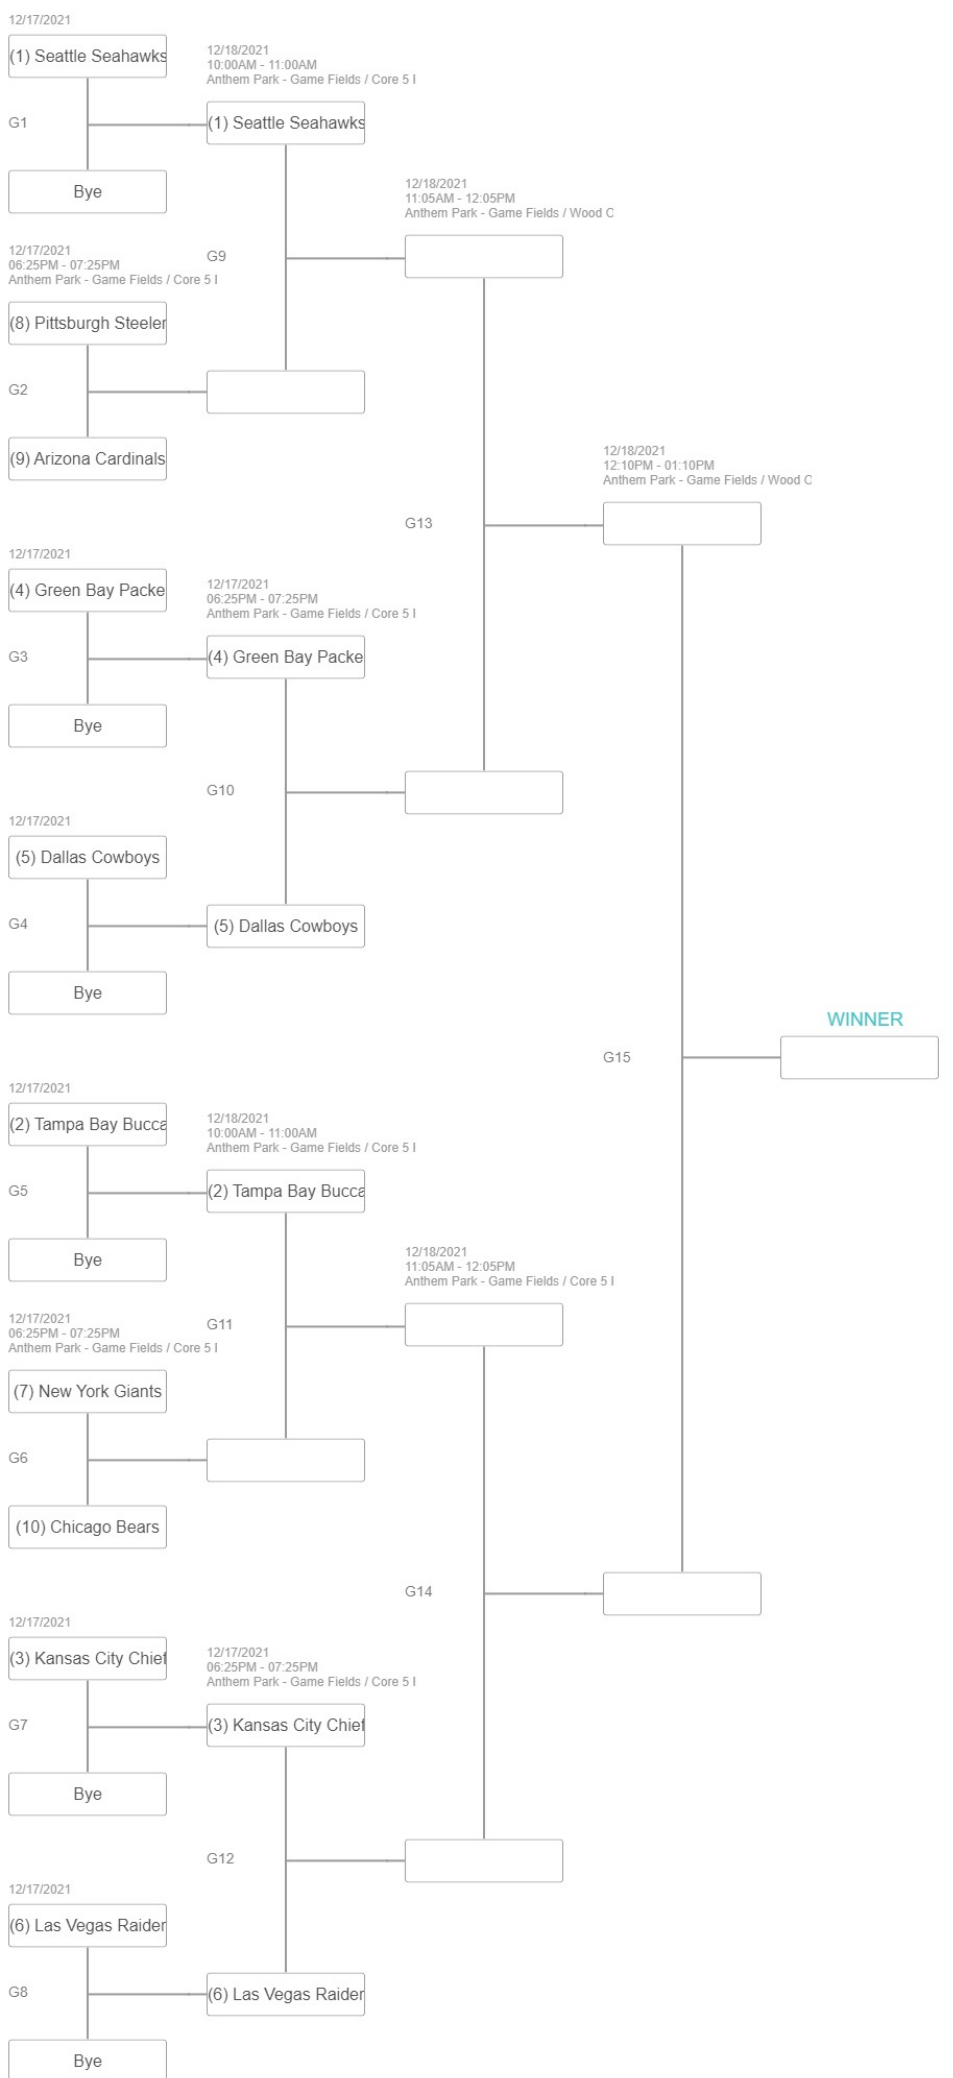 12/17/2021
(1) Seattle Seahawks
G1
Bye
12/17/2021
06:25PM - 07:25PM
Anthem Park - Game Fields / Core 5 I
(8) Pittsburgh Steeler
G2
(9) Arizona Cardinals
12/17/2021
(4) Green Bay Packe
G3
Bye
12/17/2021
(5) Dallas Cowboys
G4
Bye
12/17/2021
(2) Tampa Bay Bucca
G5
Bye
12/17/2021
06:25PM - 07:25PM
Anthem Park - Game Fields / Core 5 I
(7) New York Giants
G6
(10) Chicago Bears
12/17/2021
(3) Kansas City Chief
G7
Bye
12/17/2021
(6) Las Vegas Raider
G8
Bye
12/18/2021
10:00AM - 11:00AM
Anthem Park - Game Fields / Core 5 I
(1) Seattle Seahawks
G9
12/17/2021
06:25PM - 07:25PM
Anthem Park - Game Fields / Core 5 I
(4) Green Bay Packe
G10
(5) Dallas Cowboys
12/18/2021
10:00AM - 11:00AM
Anthem Park - Game Fields / Core 5 I
(2) Tampa Bay Bucca
G11
12/17/2021
06:25PM - 07:25PM
Anthem Park - Game Fields / Core 5 I
(3) Kansas City Chief
G12
(6) Las Vegas Raider
12/18/2021
11:05AM - 12:05PM
Anthem Park - Game Fields / Wood C
G13
12/18/2021
11:05AM - 12:05PM
Anthem Park - Game Fields / Core 5 I
G14
12/18/2021
12:10PM - 01:10PM
Anthem Park - Game Fields / Wood C
G15
WINNER